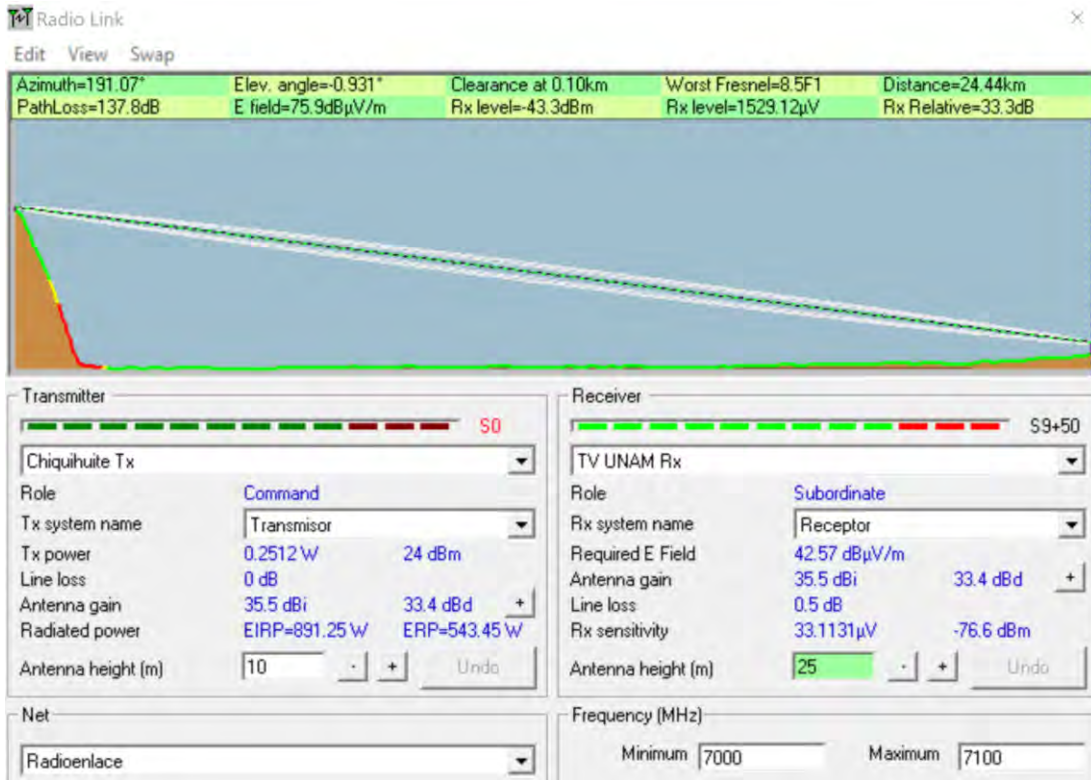 Radio Link
Edit View Swap
Azimuth=191.07° Elev. angle=-0.931° Clearance at 0.10km Worst Fresnel=8.5F1 Distance=24.44km
PathLoss=137.8dB E field=75.9dBµV/m Rx level=-43.3dBm Rx level=1529.12µV Rx Relative=33.3dB
Transmitter
S0
Chiquihuite Tx
Role Command
Tx system name Transmisor
Tx power 0.2512 W 24 dBm
Line loss 0 dB
Antenna gain 35.5 dBi 33.4 dBd +
Radiated power EIRP=891.25 W ERP=543.45 W
Antenna height (m) 10 - + Undo
Receiver
S9+50
TV UNAM Rx
Role Subordinate
Rx system name Receptor
Required E Field 42.57 dBµV/m
Antenna gain 35.5 dBi 33.4 dBd +
Line loss 0.5 dB
Rx sensitivity 33.1131µV -76.6 dBm
Antenna height (m) 25 - + Undo
Net
Radioenlace
Frequency (MHz)
Minimum 7000 Maximum 7100